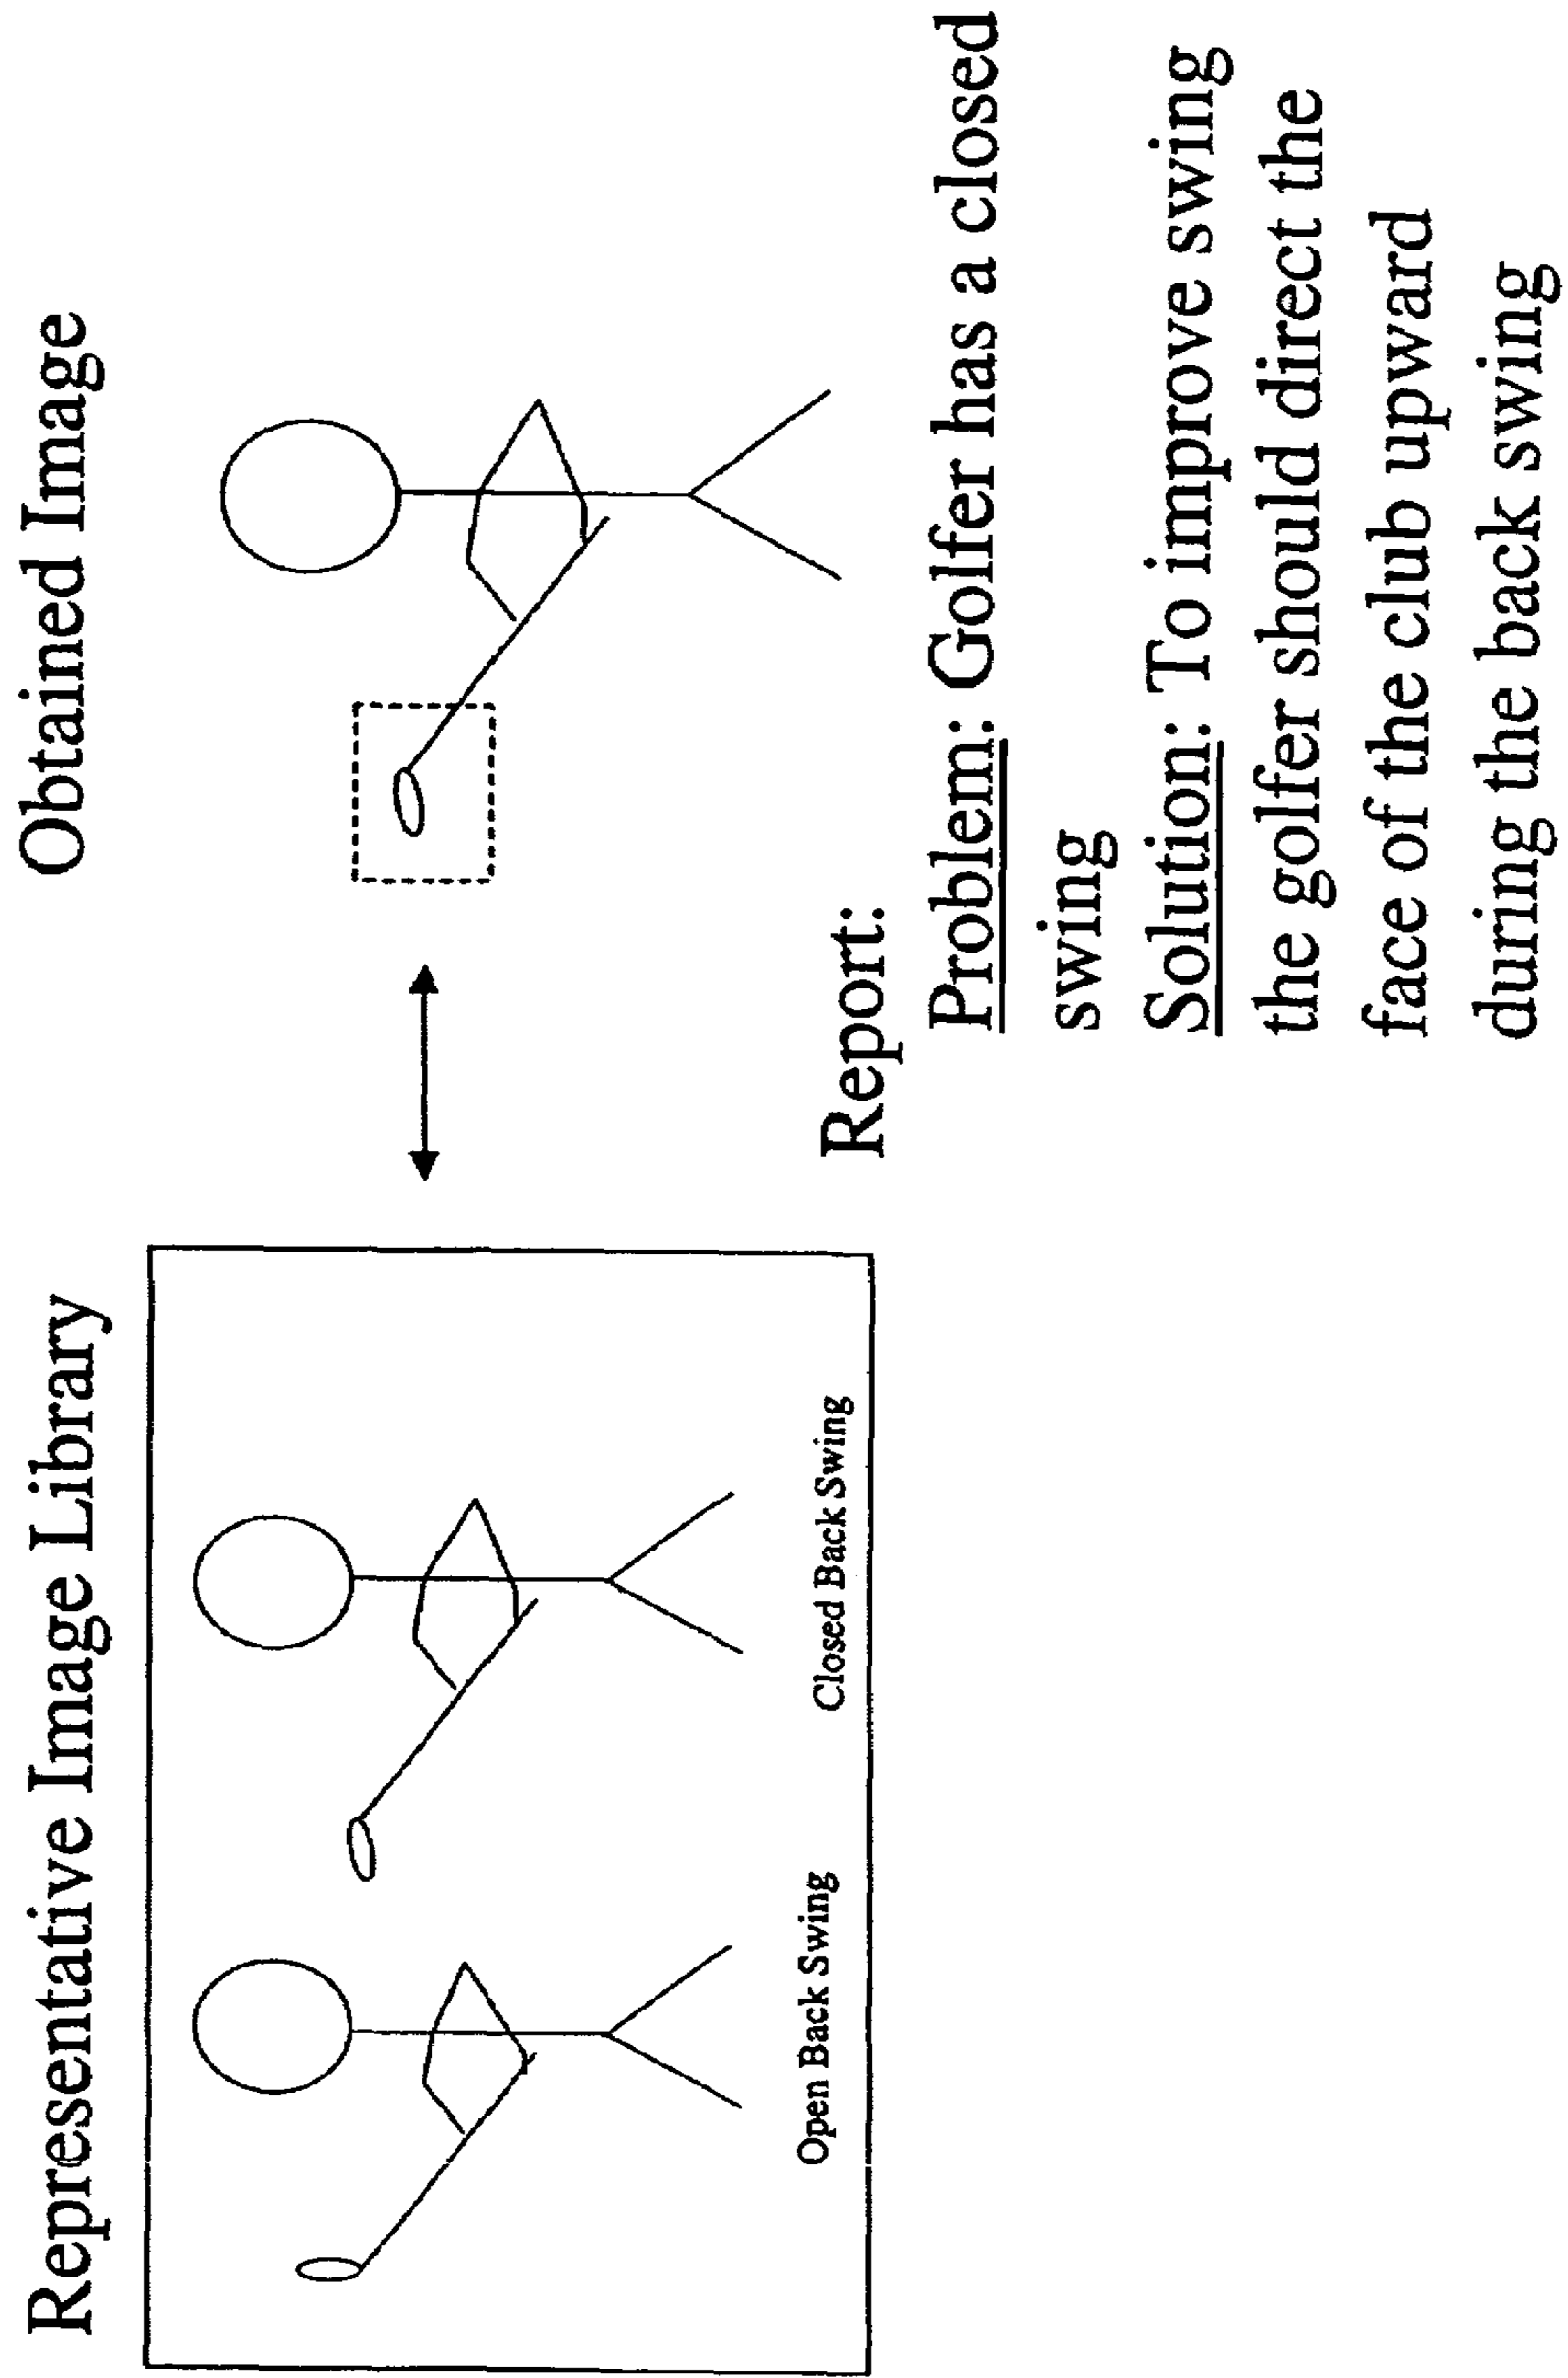 Representative Image Library
Open Back Swing
Closed Back Swing
Obtained Image
Report:
Problem: Golfer has a closed
swing
Solution: To improve swing
the golfer should direct the
face of the club upward
during the back swing